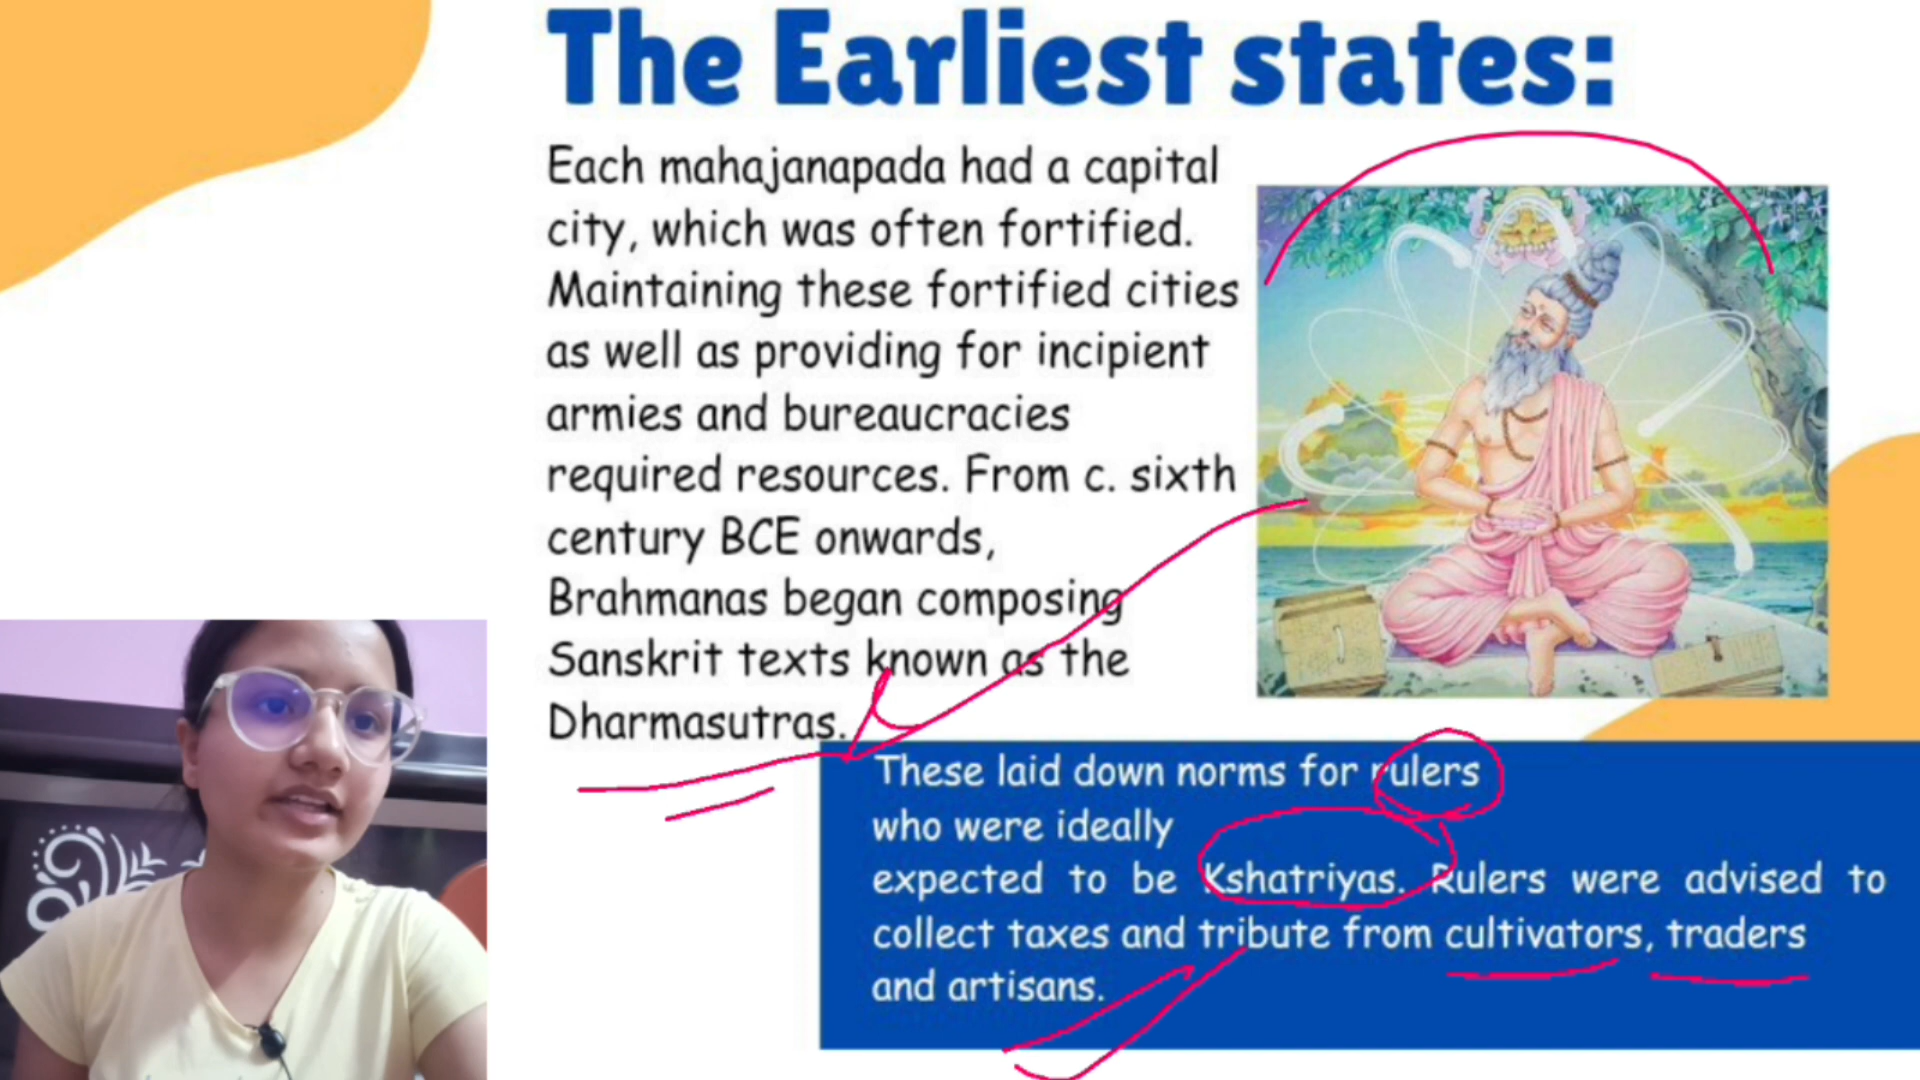 The Earliest states:
Each mahajanapada had a capital
city, which was often fortified.
Maintaining these fortified cities
as well as providing for incipient
armies and bureaucracies
required resources. From c. sixth
century BCE onwards,
Brahmanas began composing
Sanskrit texts known as the
Dharmasutras.
These laid down norms for rulers
who were ideally
expected to be Kshatriyas. Rulers were advised to
collect taxes and tribute from cultivators, traders
and artisans.